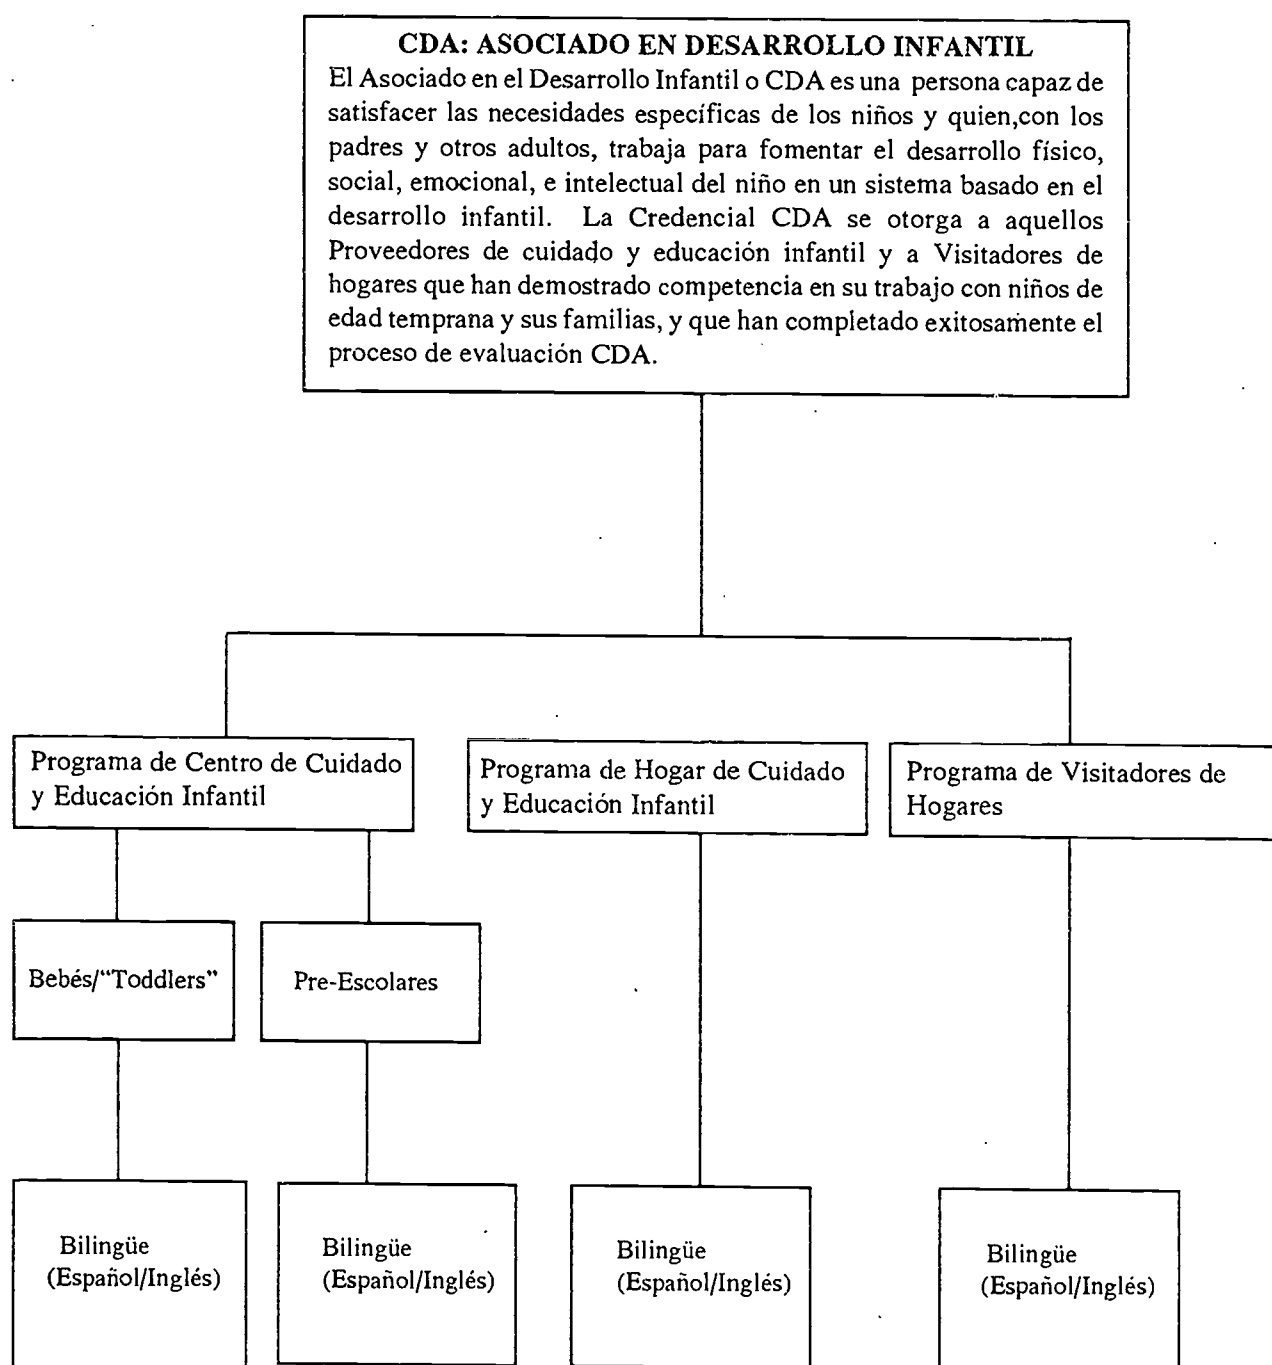 CDA: ASOCIADO EN DESARROLLO INFANTIL
El Asociado en el Desarrollo Infantil o CDA es una persona capaz de
satisfacer las necesidades específicas de los niños y quien,con los
padres y otros adultos, trabaja para fomentar el desarrollo físico,
social, emocional, e intelectual del niño en un sistema basado en el
desarrollo infantil. La Credencial CDA se otorga a aquellos
Proveedores de cuidado y educación infantil y a Visitadores de
hogares que han demostrado competencia en su trabajo con niños de
edad temprana y sus familias, y que han completado exitosamente el
proceso de evaluación CDA.
Programa de Centro de Cuidado
y Educación Infantil
Programa de Hogar de Cuidado
y Educación Infantil
Programa de Visitadores de
Hogares
Bebés/“Toddlers”
Pre-Escolares
Bilingüe
(Español/Inglés)
Bilingüe
(Español/Inglés)
Bilingüe
(Español/Inglés)
Bilingüe
(Español/Inglés)